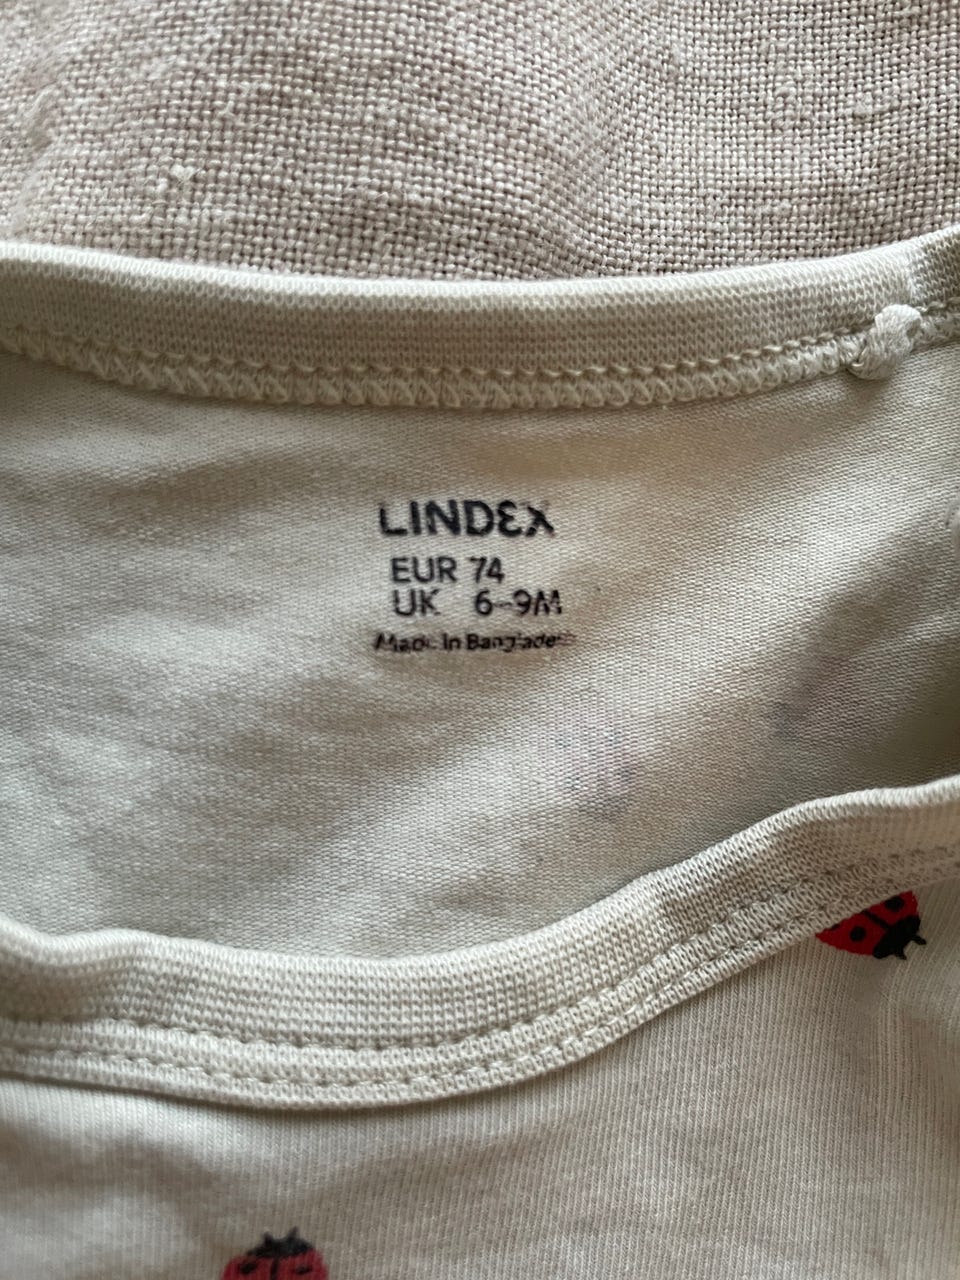 LINDEX
EUR 74
UK 6-9M
Made in Bangladesh